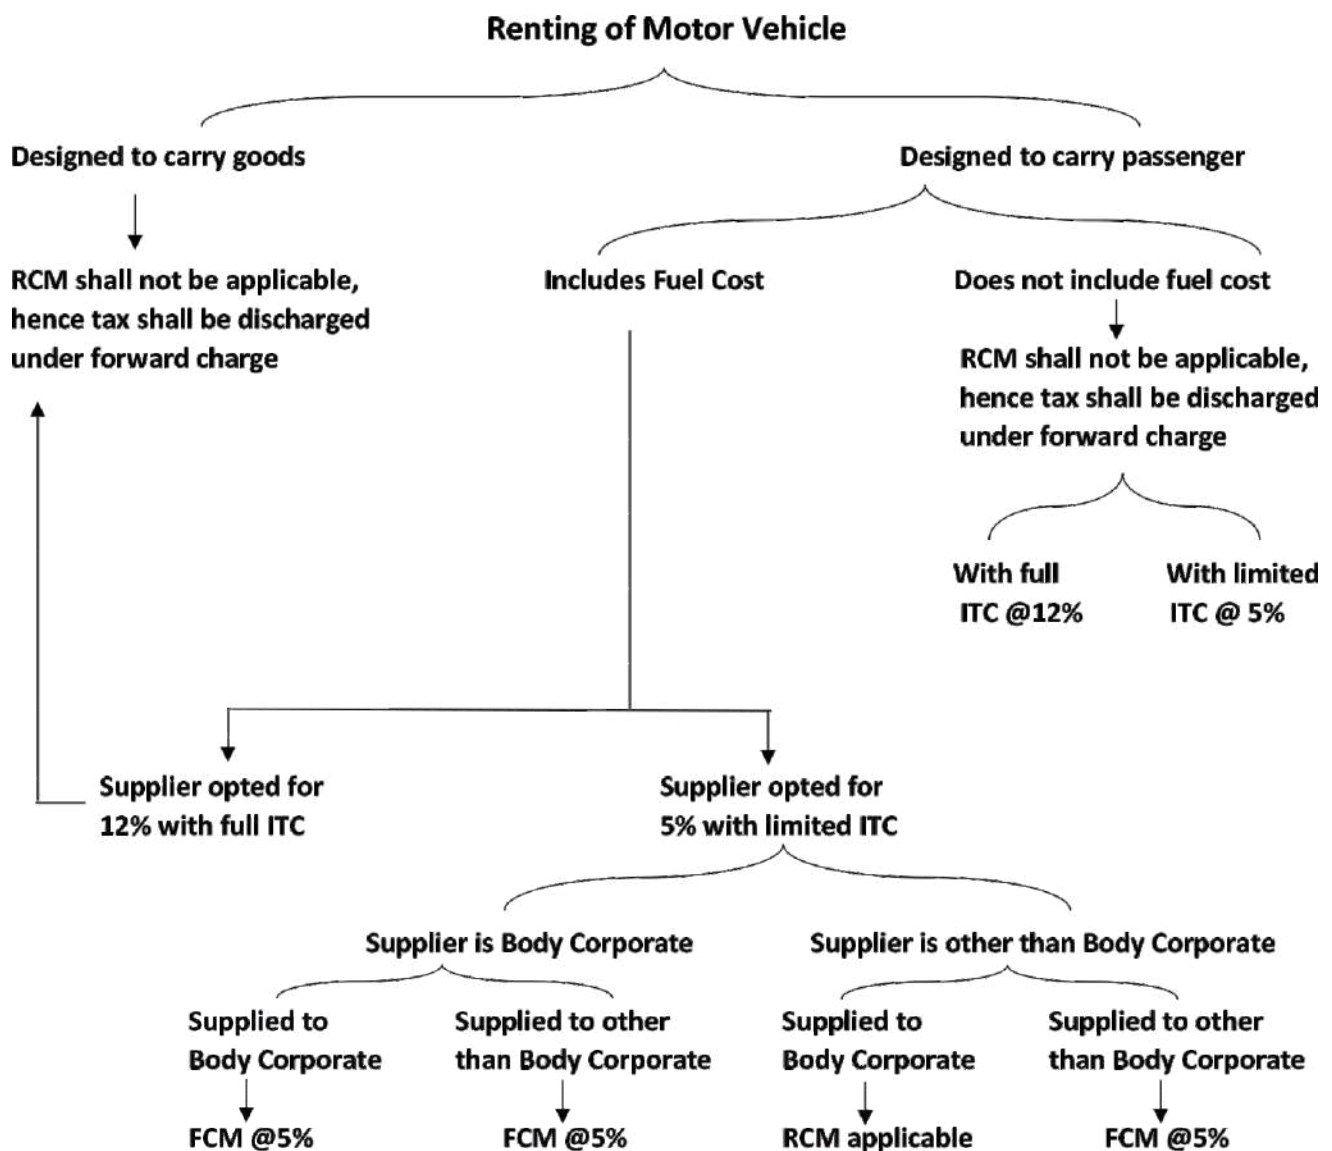 Renting of Motor Vehicle
Designed to carry goods
Designed to carry passenger
RCM shall not be applicable,
hence tax shall be discharged
under forward charge
Includes Fuel Cost
Does not include fuel cost
RCM shall not be applicable,
hence tax shall be discharged
under forward charge
With full
ITC @12%
With limited
ITC @ 5%
Supplier opted for
12% with full ITC
Supplier opted for
5% with limited ITC
Supplier is Body Corporate
Supplier is other than Body Corporate
Supplied to
Body Corporate
Supplied to other
than Body Corporate
Supplied to
Body Corporate
Supplied to other
than Body Corporate
FCM @5%
FCM @5%
RCM applicable
FCM @5%